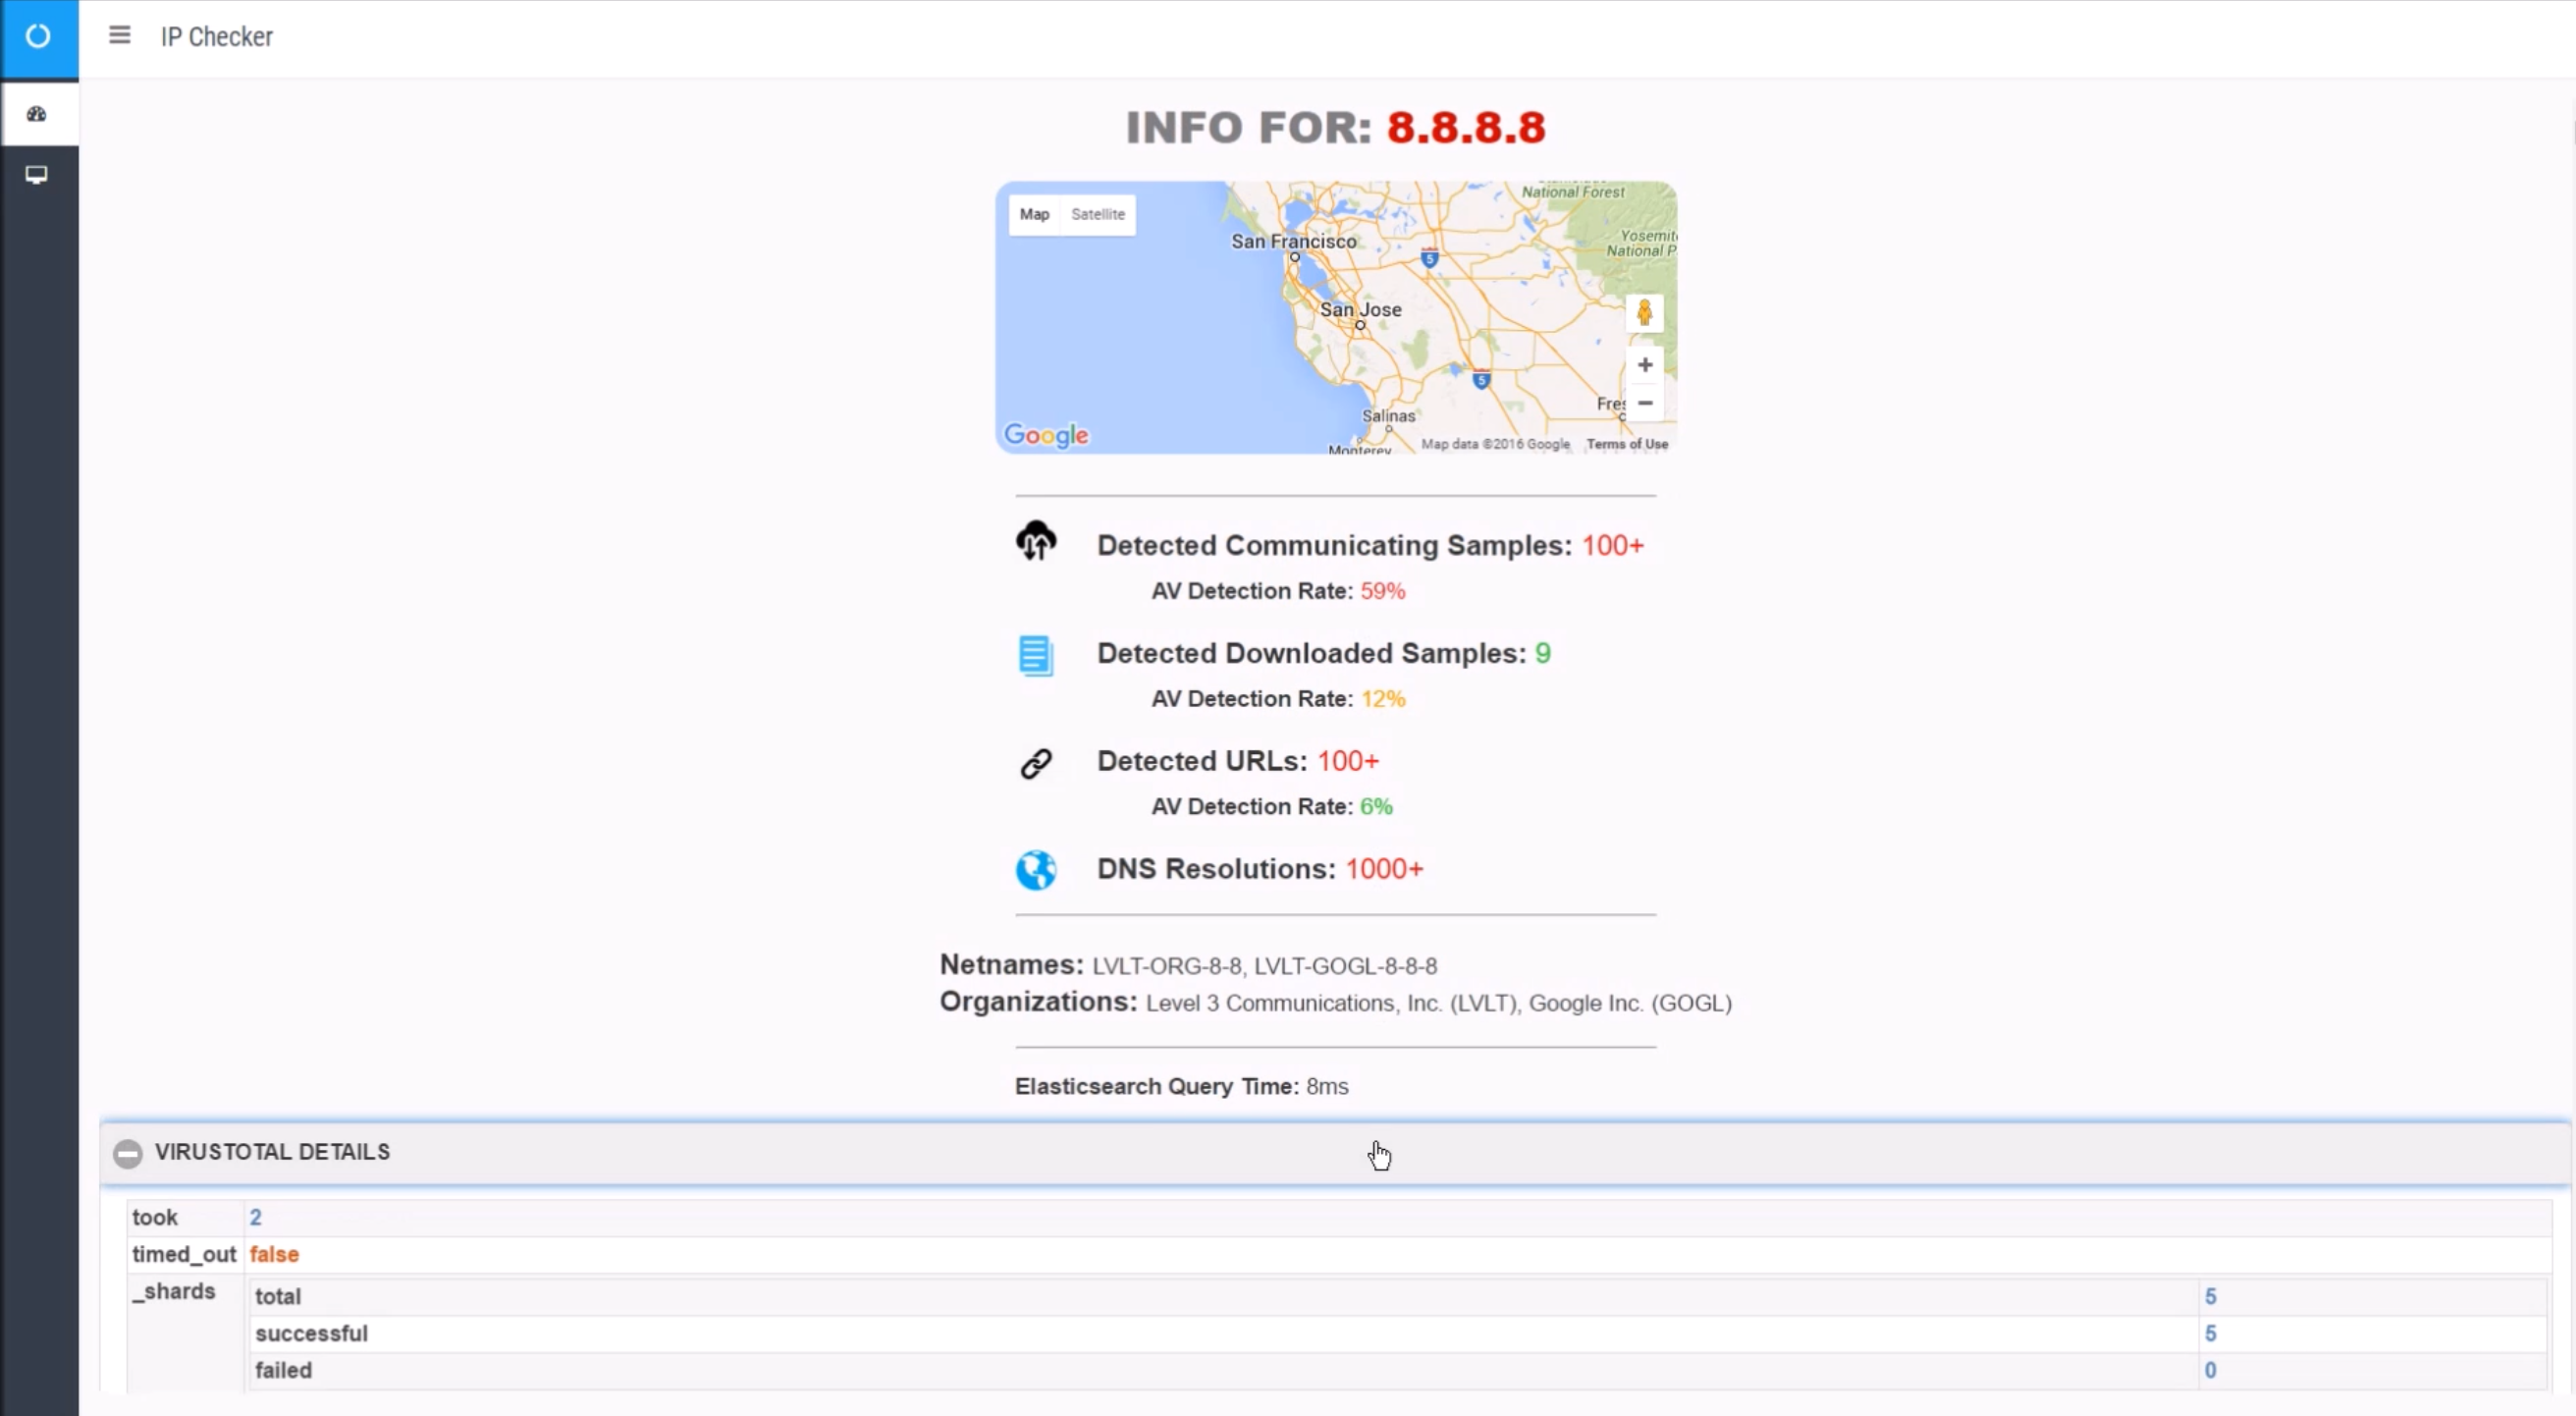 IP Checker
INFO FOR: 8.8.8.8
Map Satellite
National Forest
San Francisco
5
National P
San Jose
5
Salinas
Monterey
Google
Map data ©2016 Google Terms of Use
Detected Communicating Samples: 100+
AV Detection Rate: 59%
Detected Downloaded Samples: 9
AV Detection Rate: 12%
Detected URLs: 100+
AV Detection Rate: 6%
DNS Resolutions: 1000+
Netnames: LVLT-ORG-8-8, LVLT-GOGL-8-8-8
Organizations: Level 3 Communications, Inc. (LVLT), Google Inc. (GOGL)
Elasticsearch Query Time: 8ms
VIRUSTOTAL DETAILS
took 2
timed_out false
_shards total 5
successful 5
failed 0